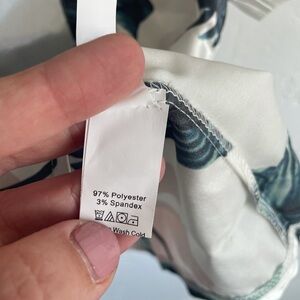 97% Polyester
3% Spandex
Wash Cold